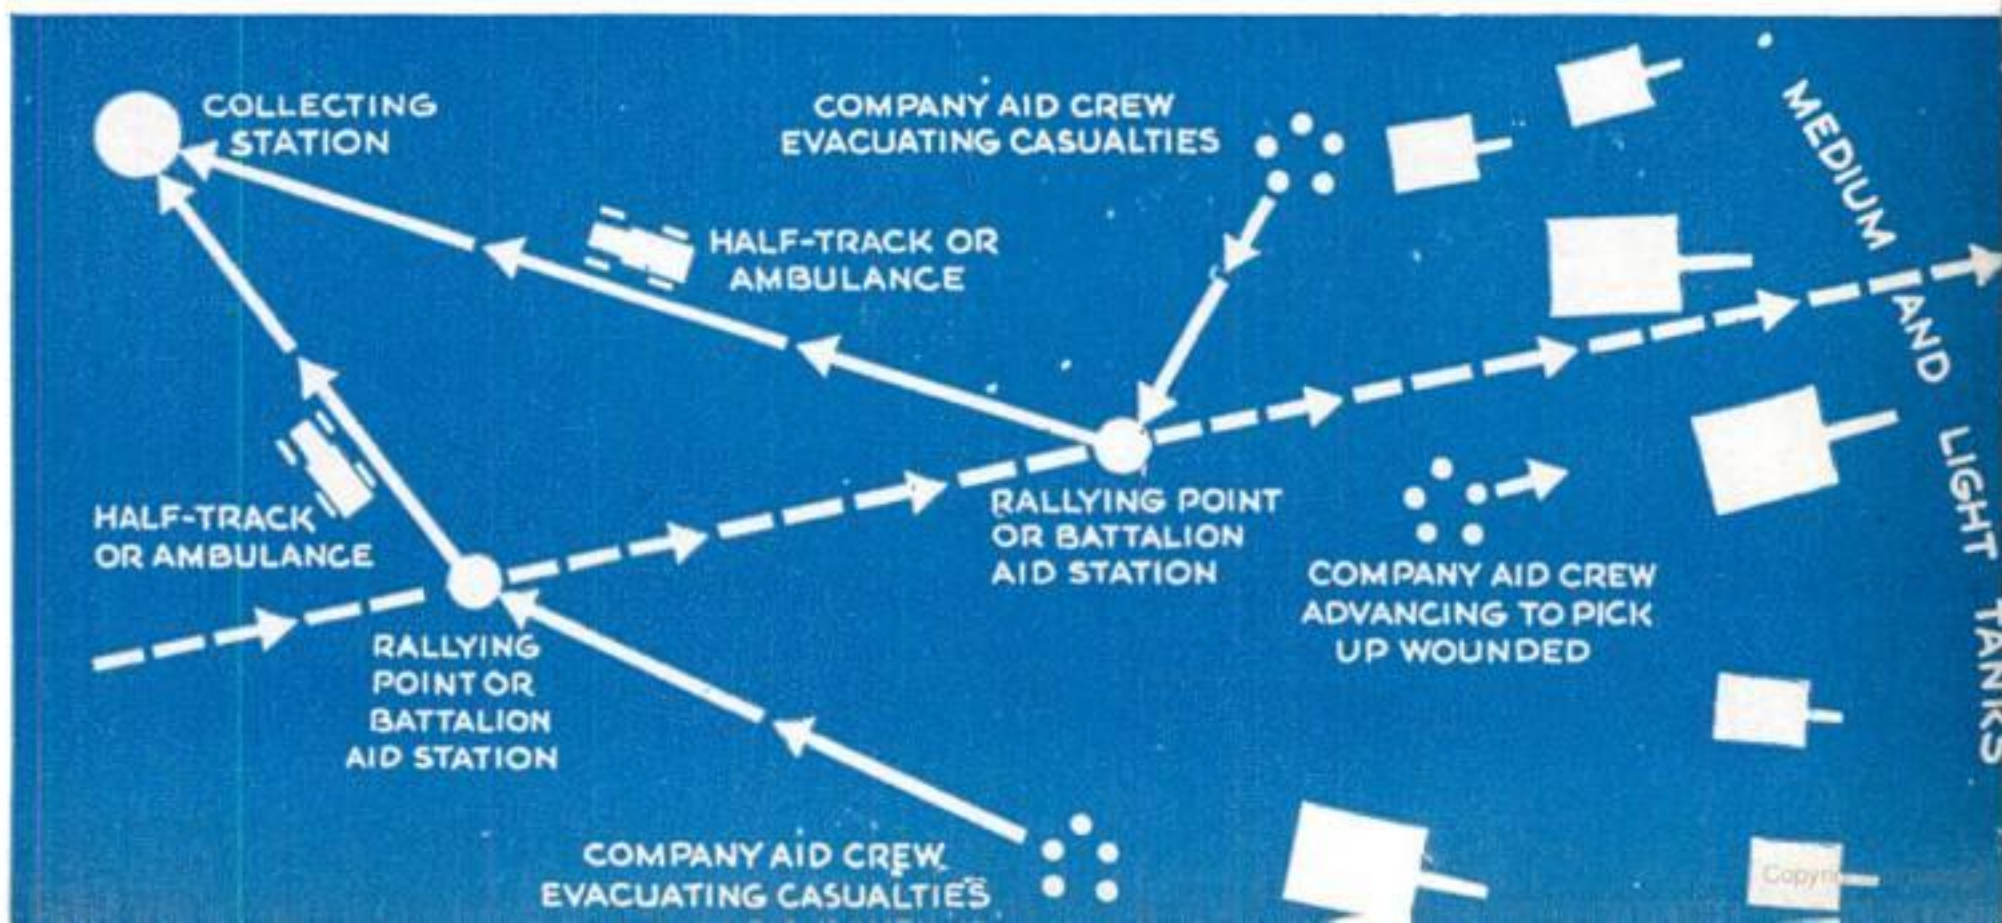 COLLECTING
STATION
COMPANY AID CREW
EVACUATING CASUALTIES
MEDIUM AND LIGHT TANKS
HALF-TRACK OR
AMBULANCE
HALF-TRACK
OR AMBULANCE
RALLYING POINT
OR BATTALION
AID STATION
COMPANY AID CREW
ADVANCING TO PICK
UP WOUNDED
RALLYING
POINT OR
BATTALION
AID STATION
COMPANY AID CREW
EVACUATING CASUALTIES